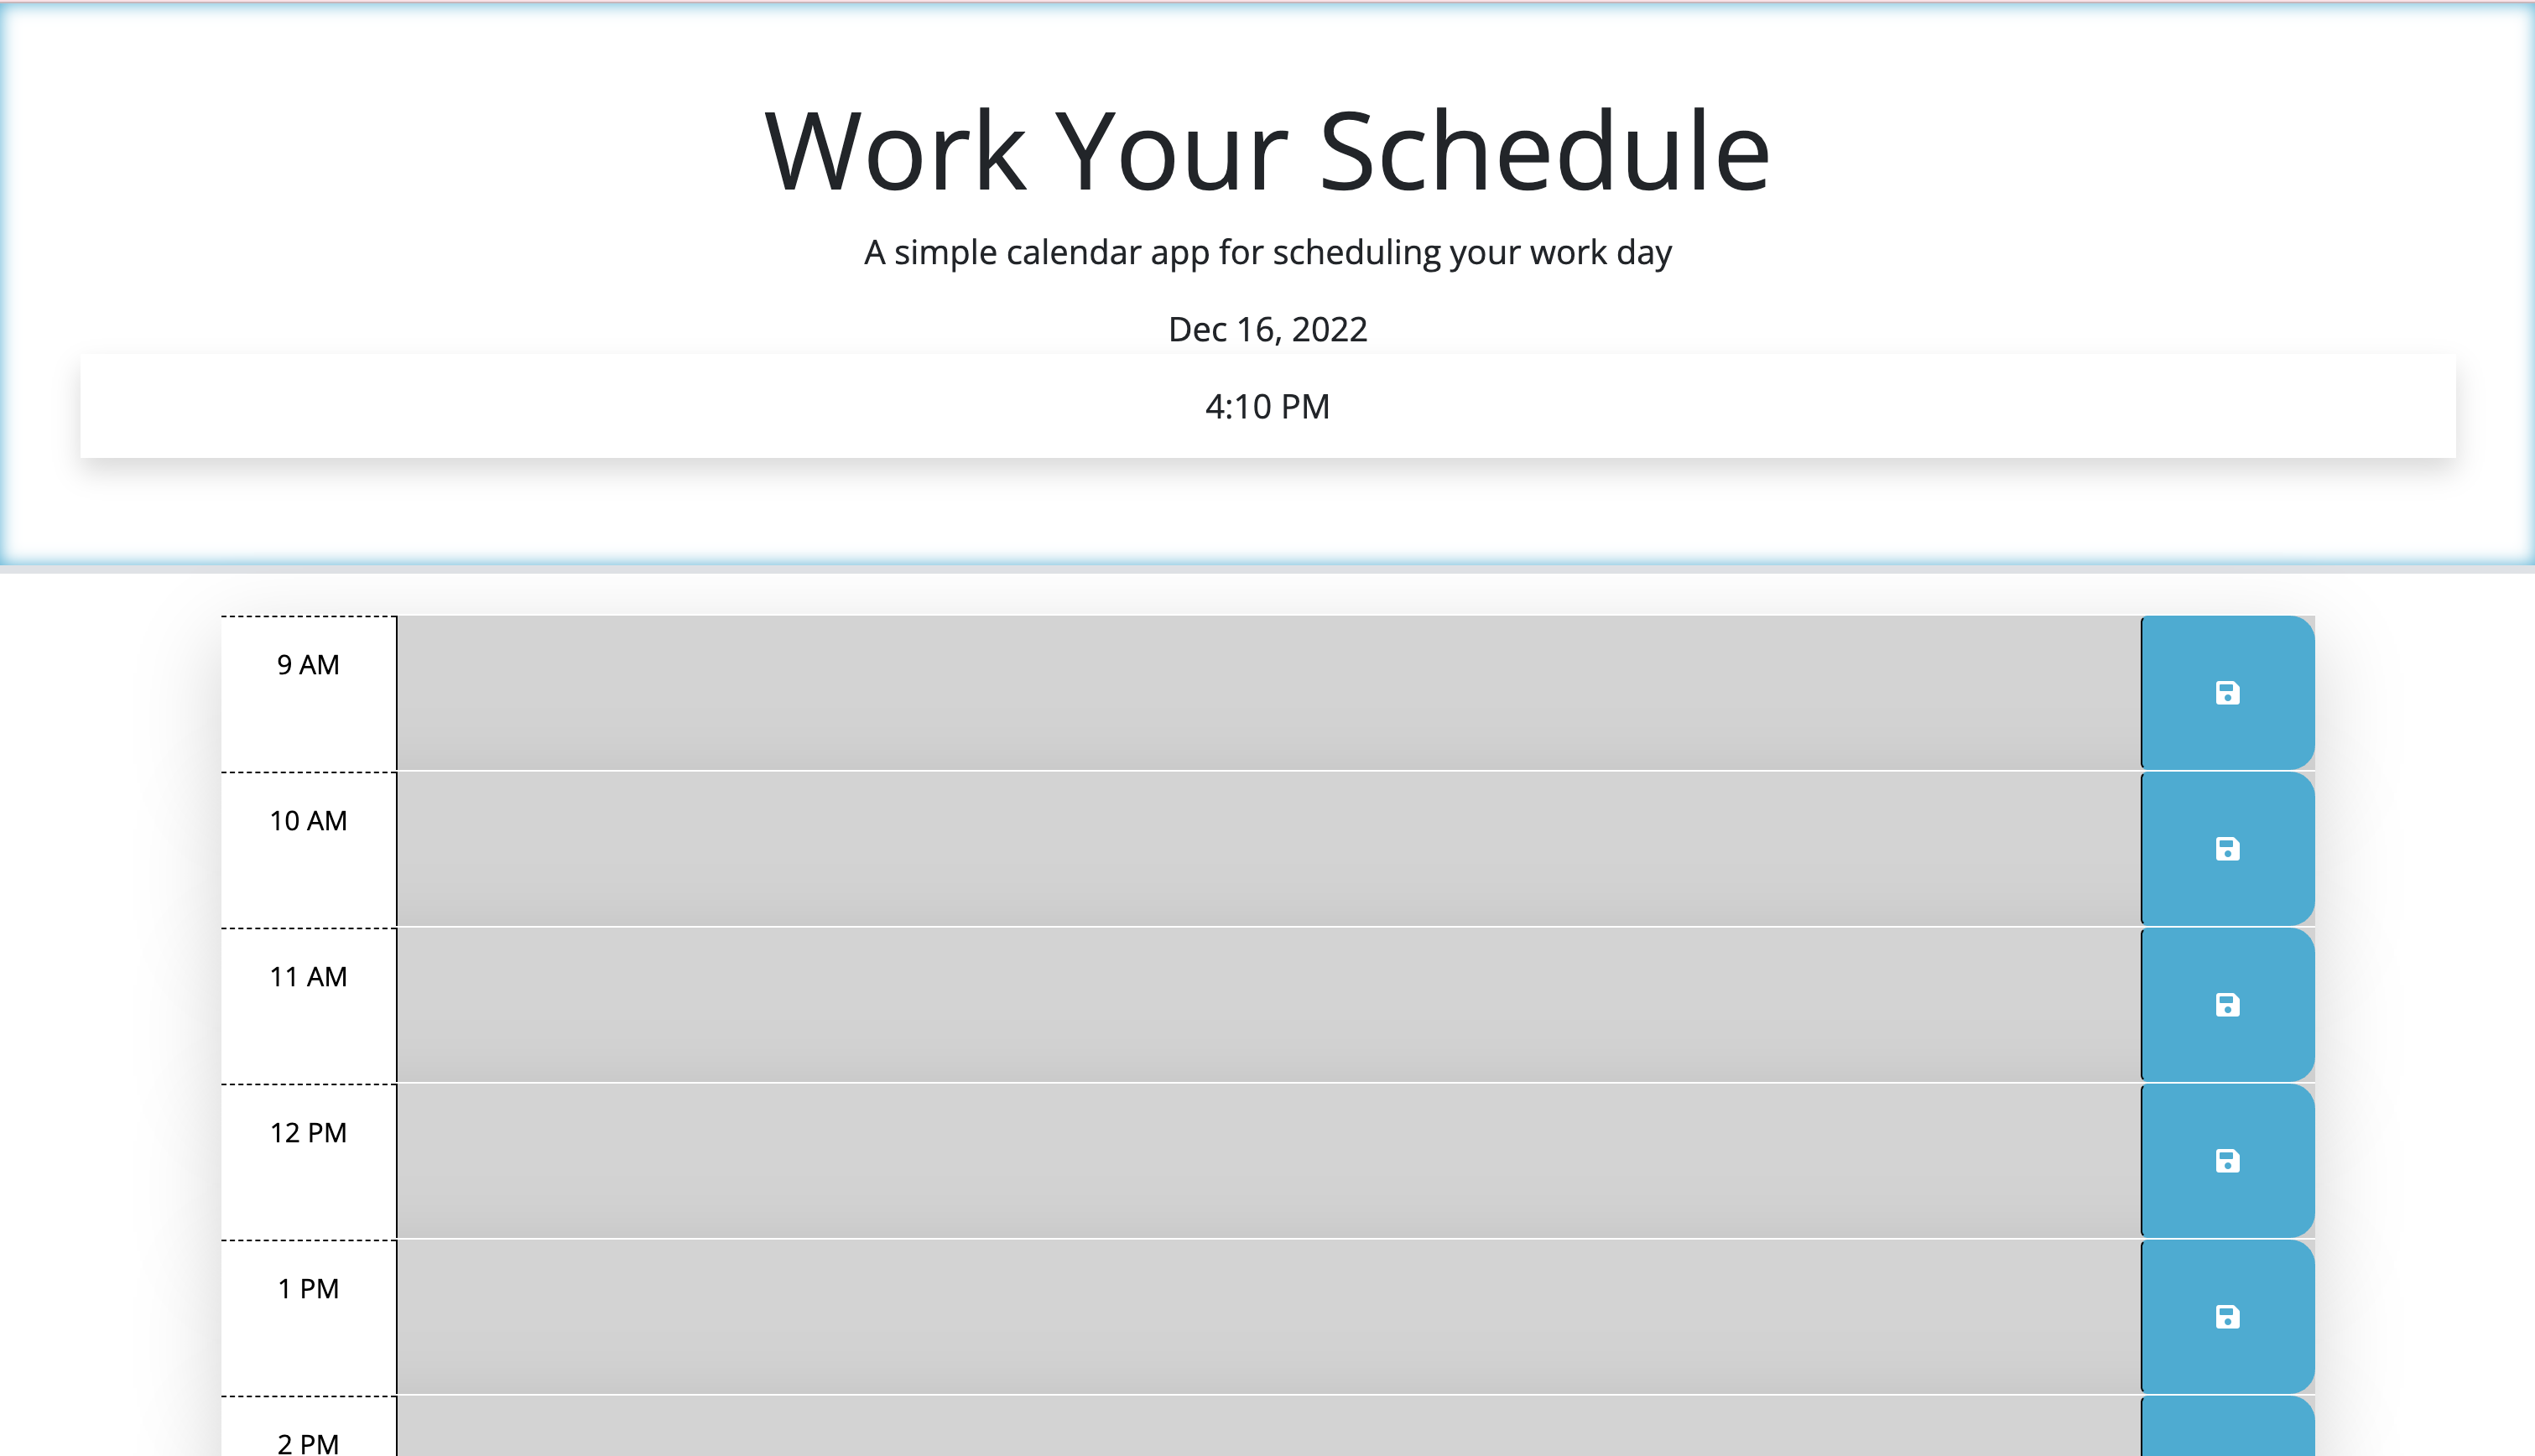 Work Your Schedule
A simple calendar app for scheduling your work day
Dec 16, 2022
4:10 PM
9 AM
10 AM
11 AM
12 PM
1 PM
2 PM